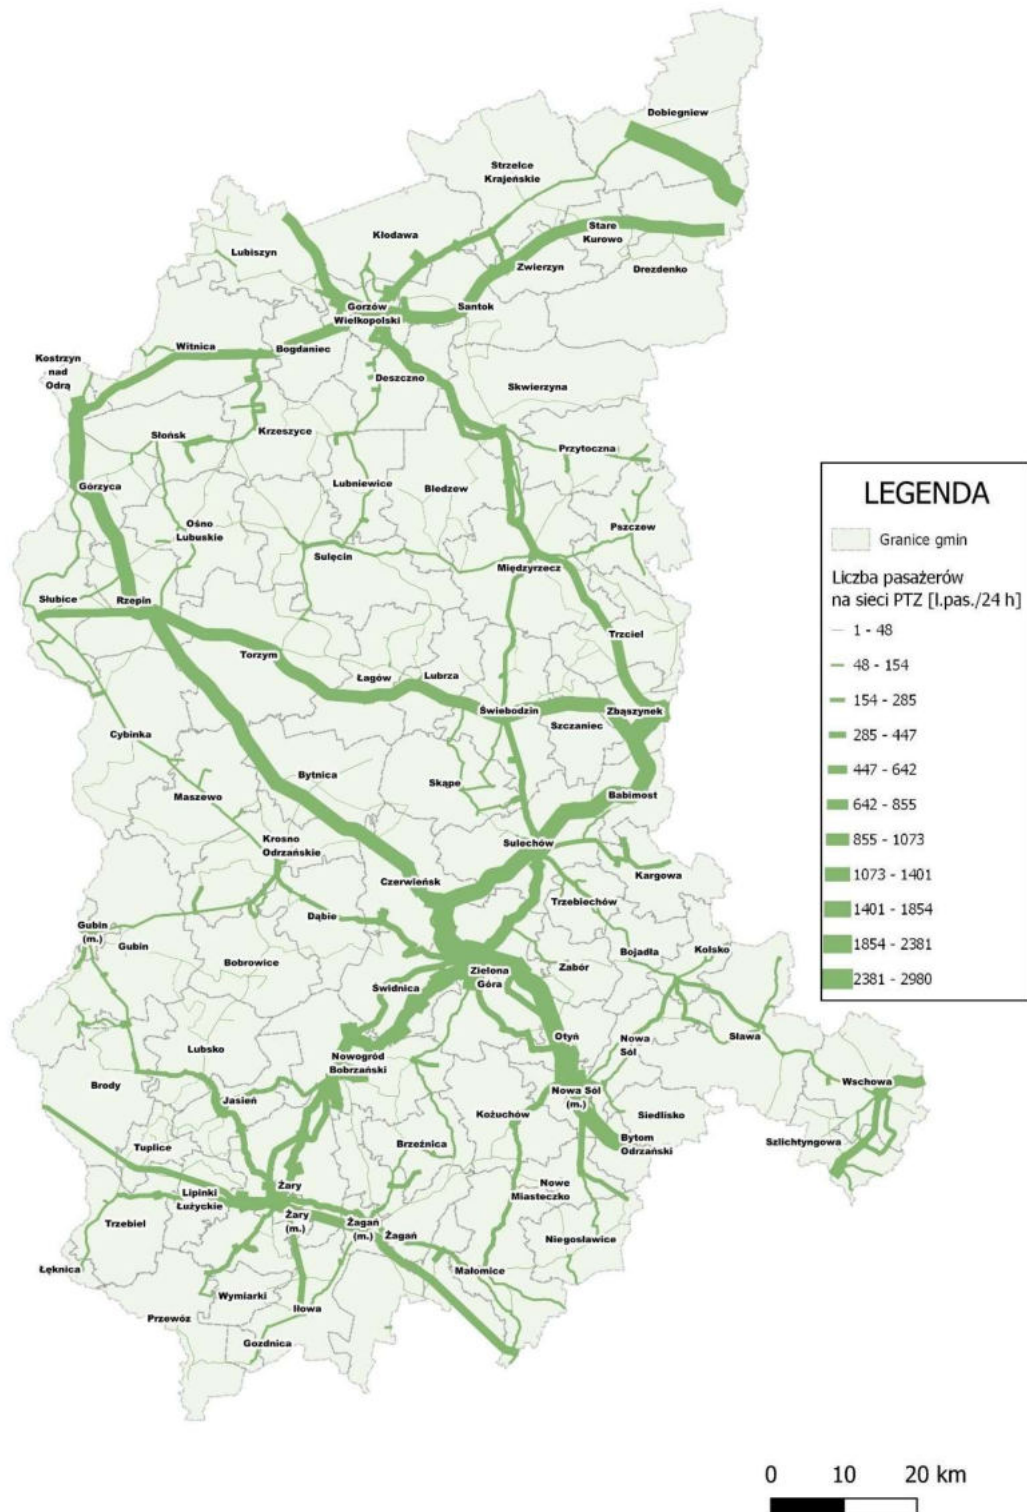 Dobiegniew
Strzelce
Krajeńskie
Stare
Kurowo
Kłodawa
Lubiszyn
Zwierzyn
Drezdenko
Gorzów
Wielkopolski
Santok
Witnica
Bogdaniec
Kostrzyn
nad
Odrą
Deszczno
Skwierzyna
Słońsk
Krzeszyce
Przytoczna
Górzyca
Lubniewice
Bledzew
Ośno
Lubuskie
Pszczew
Sulęcin
Międzyrzecz
Słubice
Rzepin
Trzciel
Torzym
Łagów
Lubrza
Świebodzin
Zbąszynek
Szczaniec
Cybinka
Bytnica
Skąpe
Maszewo
Babimost
Krosno
Odrzańskie
Sulechów
Kargowa
Czerwieńsk
Trzebiechów
Dąbie
Gubin
(m.)
Gubin
Bojadła
Kolsko
Bobrowice
Zielona
Góra
Zabór
Świdnica
Otyń
Nowa
Sól
Sława
Lubsko
Nowogród
Bobrzański
Brody
Jasień
Nowa Sól
(m.)
Wschowa
Kożuchów
Siedlisko
Tuplice
Brzeźnica
Bytom
Odrzański
Szlichtyngowa
Żary
Lipinki
Łużyckie
Nowe
Miasteczko
Trzebiel
Żary
(m.)
Żagań
(m.)
Żagań
Niegosławice
Łęknica
Małomice
Wymiarki
Iłowa
Przewóz
Gozdnica
LEGENDA
Granice gmin
Liczba pasażerów
na sieci PTZ [l.pas./24 h]
1 - 48
48 - 154
154 - 285
285 - 447
447 - 642
642 - 855
855 - 1073
1073 - 1401
1401 - 1854
1854 - 2381
2381 - 2980
0 10 20 km